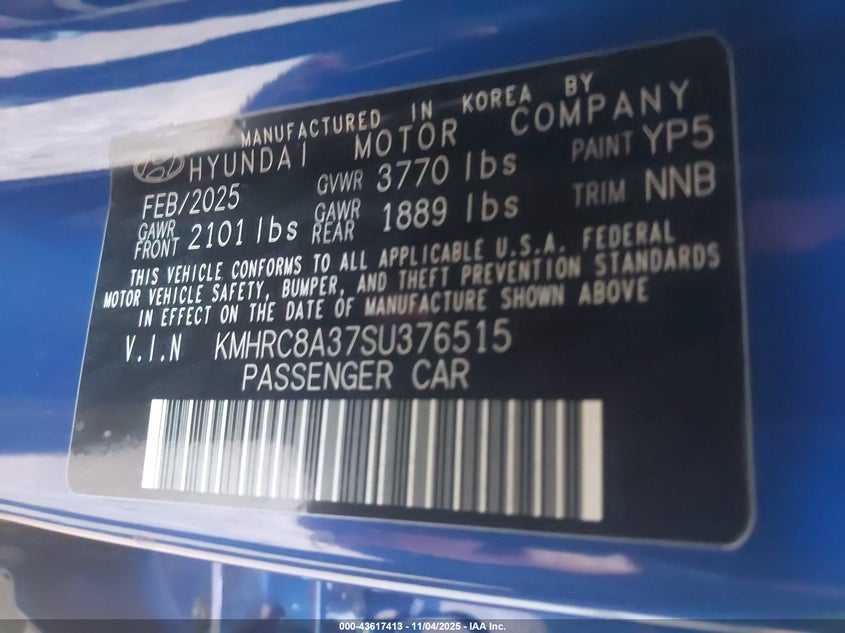 MANUFACTURED IN KOREA BY
HYUNDAI MOTOR COMPANY
FEB/2025 GVWR 3770 lbs PAINT YP5
GAWR FRONT 2101 lbs GAWR REAR 1889 lbs TRIM NNB
THIS VEHICLE CONFORMS TO ALL APPLICABLE U.S.A. FEDERAL
MOTOR VEHICLE SAFETY, BUMPER, AND THEFT PREVENTION STANDARDS
IN EFFECT ON THE DATE OF MANUFACTURE SHOWN ABOVE
V.I.N KMHRC8A37SU376515
PASSENGER CAR
000-43617413 - 11/04/2025 - IAA Inc.